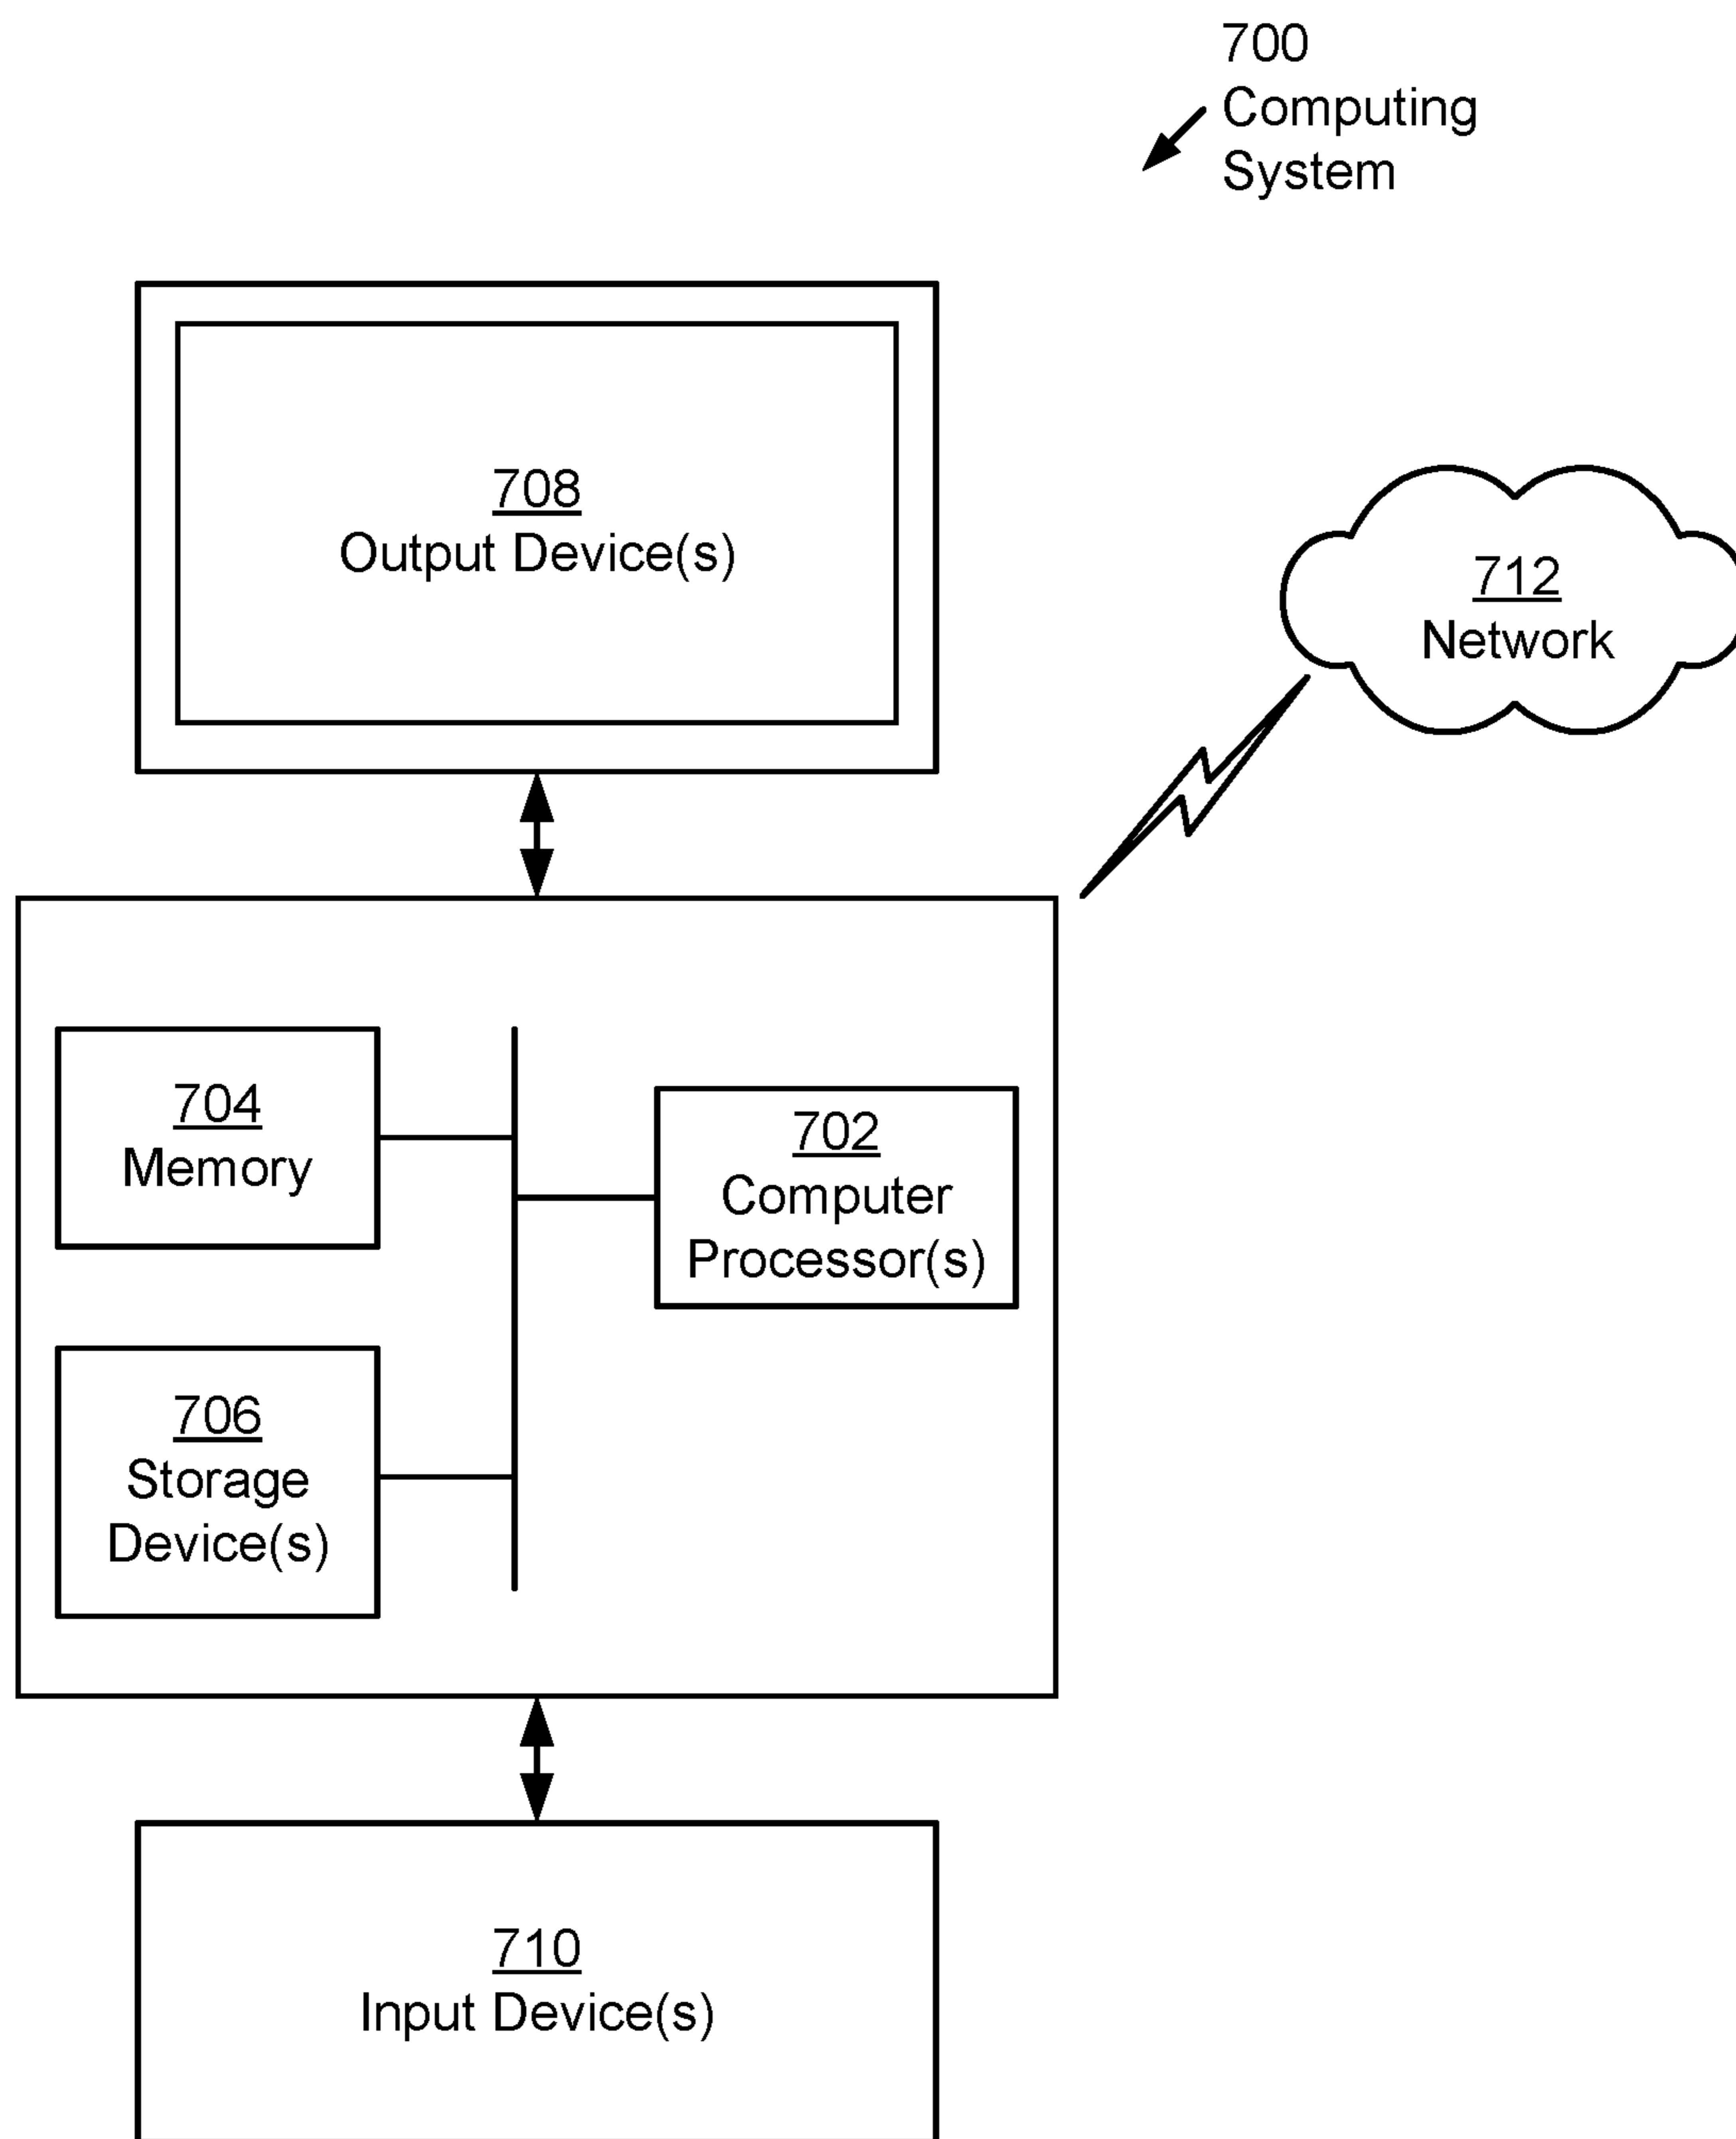 700
Computing
System
708
Output Device(s)
712
Network
704
Memory
702
Computer
Processor(s)
706
Storage
Device(s)
710
Input Device(s)